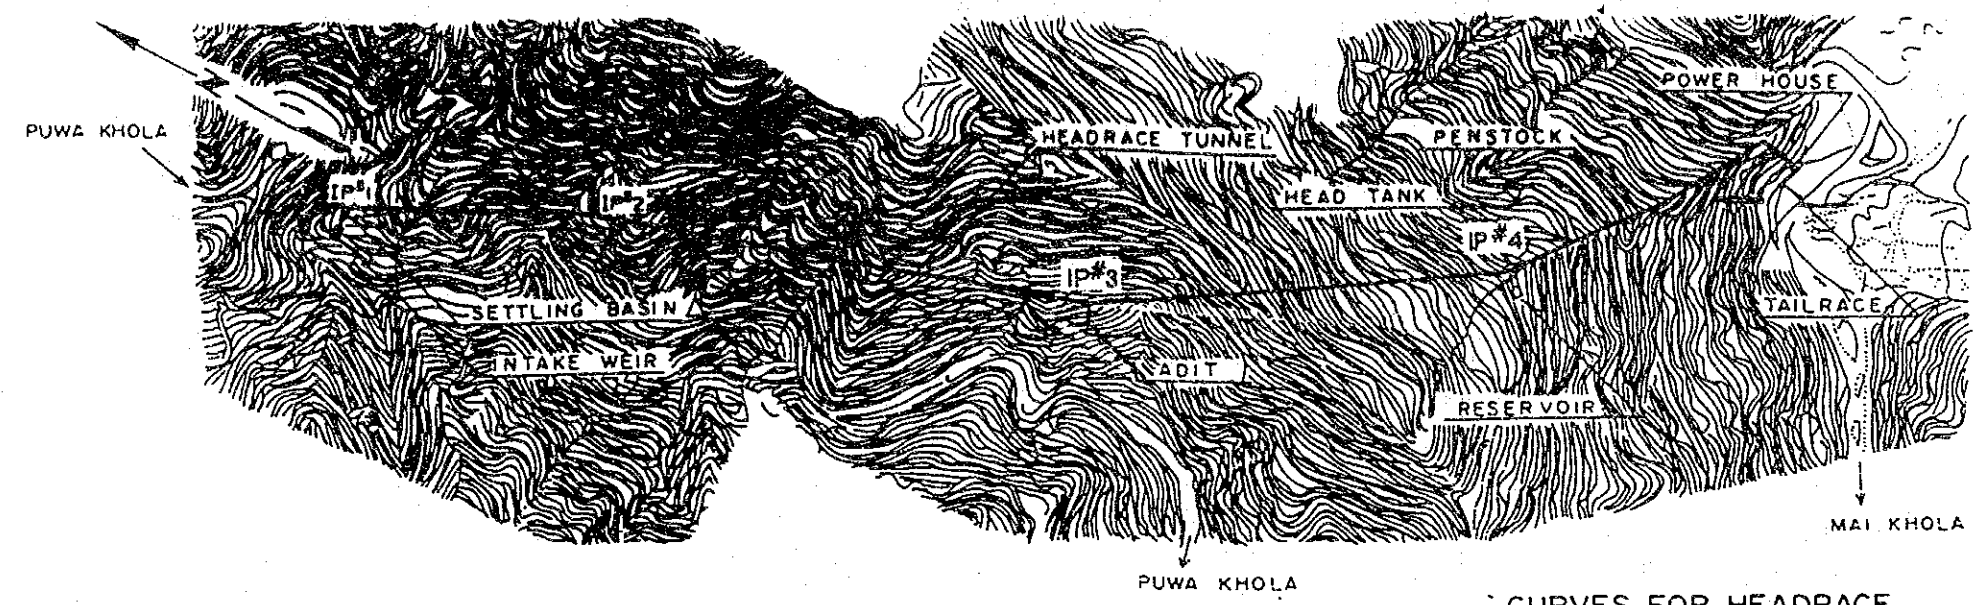 POWER HOUSE
PUWA KHOLA
HEADRACE TUNNEL
PENSTOCK
IP#1
IP#2
HEAD TANK
IP#4
IP#3
SETTLING BASIN
TAILRACE
INTAKE WEIR
ADIT
RESERVOIR
MAI KHOLA
PUWA KHOLA
CURVES FOR HEADRACE